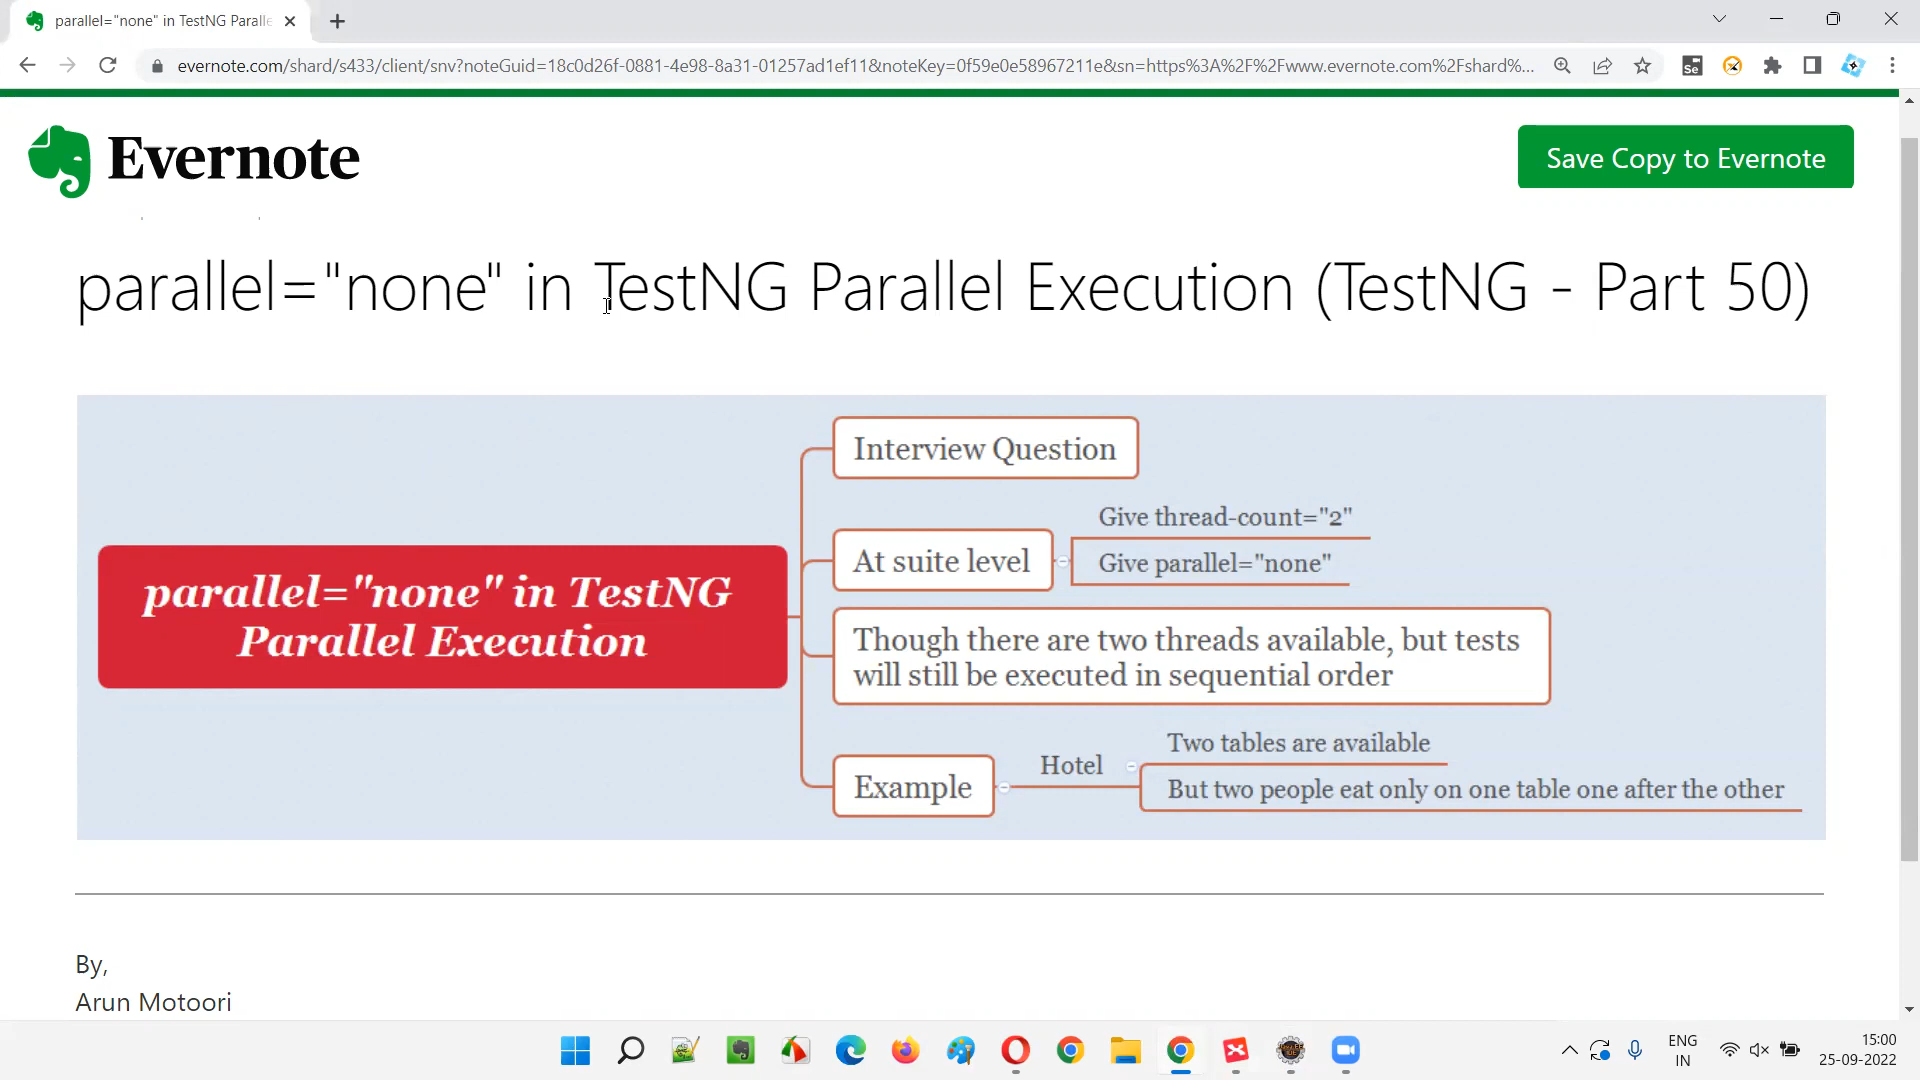 parallel="none" in TestNG Paralle
evernote.com/shard/s433/client/snv?noteGuid=18c0d26f-0881-4e98-8a31-01257ad1ef11&noteKey=0f59e0e58967211e&sn=https%3A%2F%2Fwww.evernote.com%2Fshard%...
Se
Evernote
Save Copy to Evernote
parallel="none" in TestNG Parallel Execution (TestNG - Part 50)
Interview Question
Give thread-count="2"
At suite level
Give parallel="none"
parallel="none" in TestNG
Parallel Execution
Though there are two threads available, but tests
will still be executed in sequential order
Two tables are available
Hotel
Example
But two people eat only on one table one after the other
By,
Arun Motoori
ENG
IN
15:00
25-09-2022